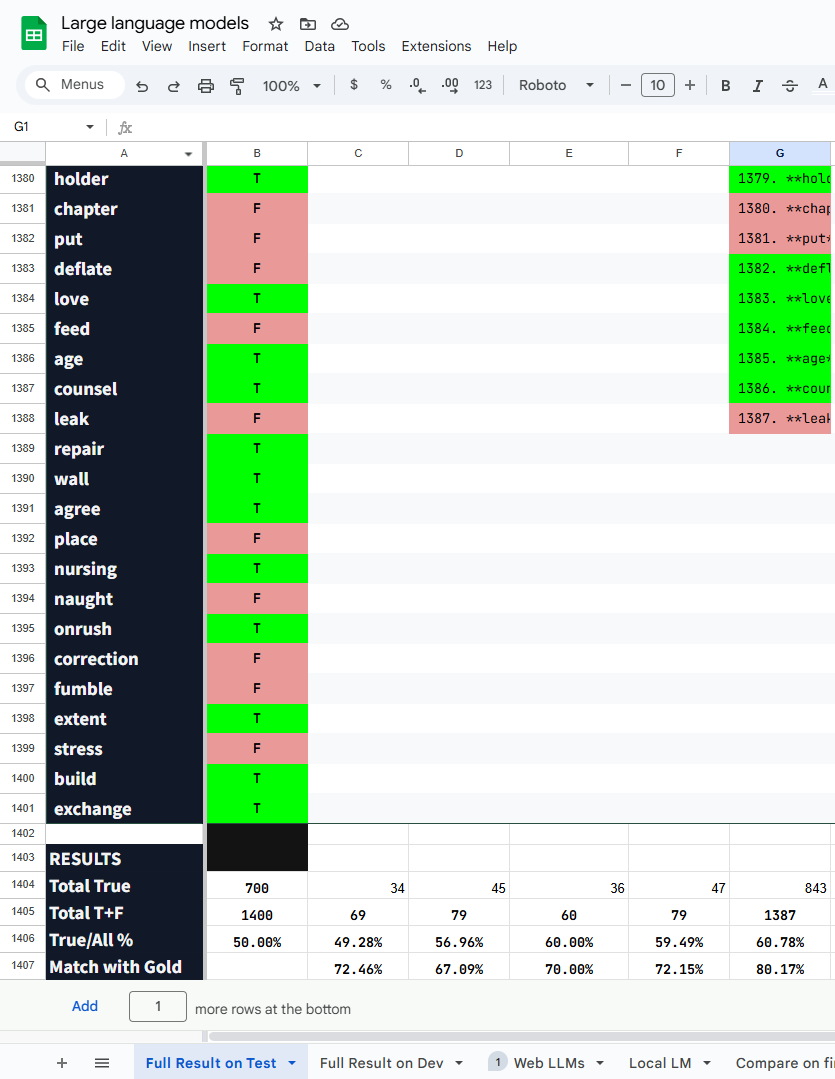 Large language models
File Edit View Insert Format Data Tools Extensions Help
Menus 100% $ % .0 .00 123 Roboto 10 B I A
G1 fx
A B C D E F G
1380 holder T 1379. **hold
1381 chapter F 1380. **chap
1382 put F 1381. **put*
1383 deflate F 1382. **defl
1384 love T 1383. **love
1385 feed F 1384. **feed
1386 age T 1385. **age*
1387 counsel T 1386. **coun
1388 leak F 1387. **leak
1389 repair T
1390 wall T
1391 agree T
1392 place F
1393 nursing T
1394 naught F
1395 onrush T
1396 correction F
1397 fumble F
1398 extent T
1399 stress F
1400 build T
1401 exchange T
1402
1403 RESULTS
1404 Total True 700 34 45 36 47 843
1405 Total T+F 1400 69 79 60 79 1387
1406 True/All % 50.00% 49.28% 56.96% 60.00% 59.49% 60.78%
1407 Match with Gold 72.46% 67.09% 70.00% 72.15% 80.17%
Add 1 more rows at the bottom
Full Result on Test Full Result on Dev 1 Web LLMs Local LM Compare on fi